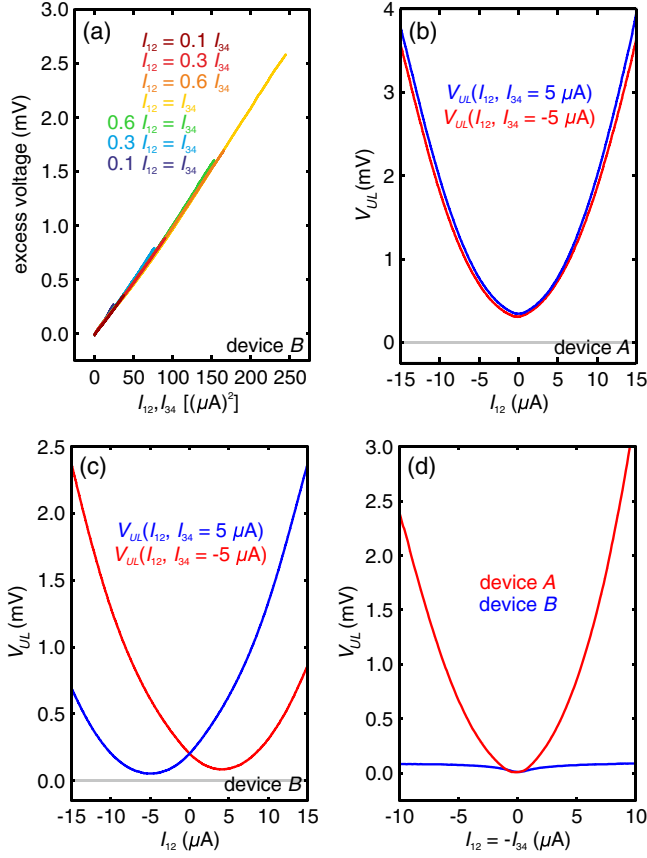 (a)
I12 = 0.1 I34
I12 = 0.3 I34
I12 = 0.6 I34
I12 = I34
0.6 I12 = I34
0.3 I12 = I34
0.1 I12 = I34
device B
excess voltage (mV)
3.0
2.5
2.0
1.5
1.0
0.5
0.0
0 50 100 150 200 250
I12,I34 [(µA)2]
(b)
VUL(I12, I34 = 5 µA)
VUL(I12, I34 = -5 µA)
device A
VUL(mV)
4
3
2
1
0
-15 -10 -5 0 5 10 15
I12 (µA)
(c)
VUL(I12, I34 = 5 µA)
VUL(I12, I34 = -5 µA)
device B
VUL (mV)
2.5
2.0
1.5
1.0
0.5
0.0
-15 -10 -5 0 5 10 15
I12 (µA)
(d)
device A
device B
VUL (mV)
3.0
2.5
2.0
1.5
1.0
0.5
0.0
-10 -5 0 5 10
I12 = -I34 (µA)